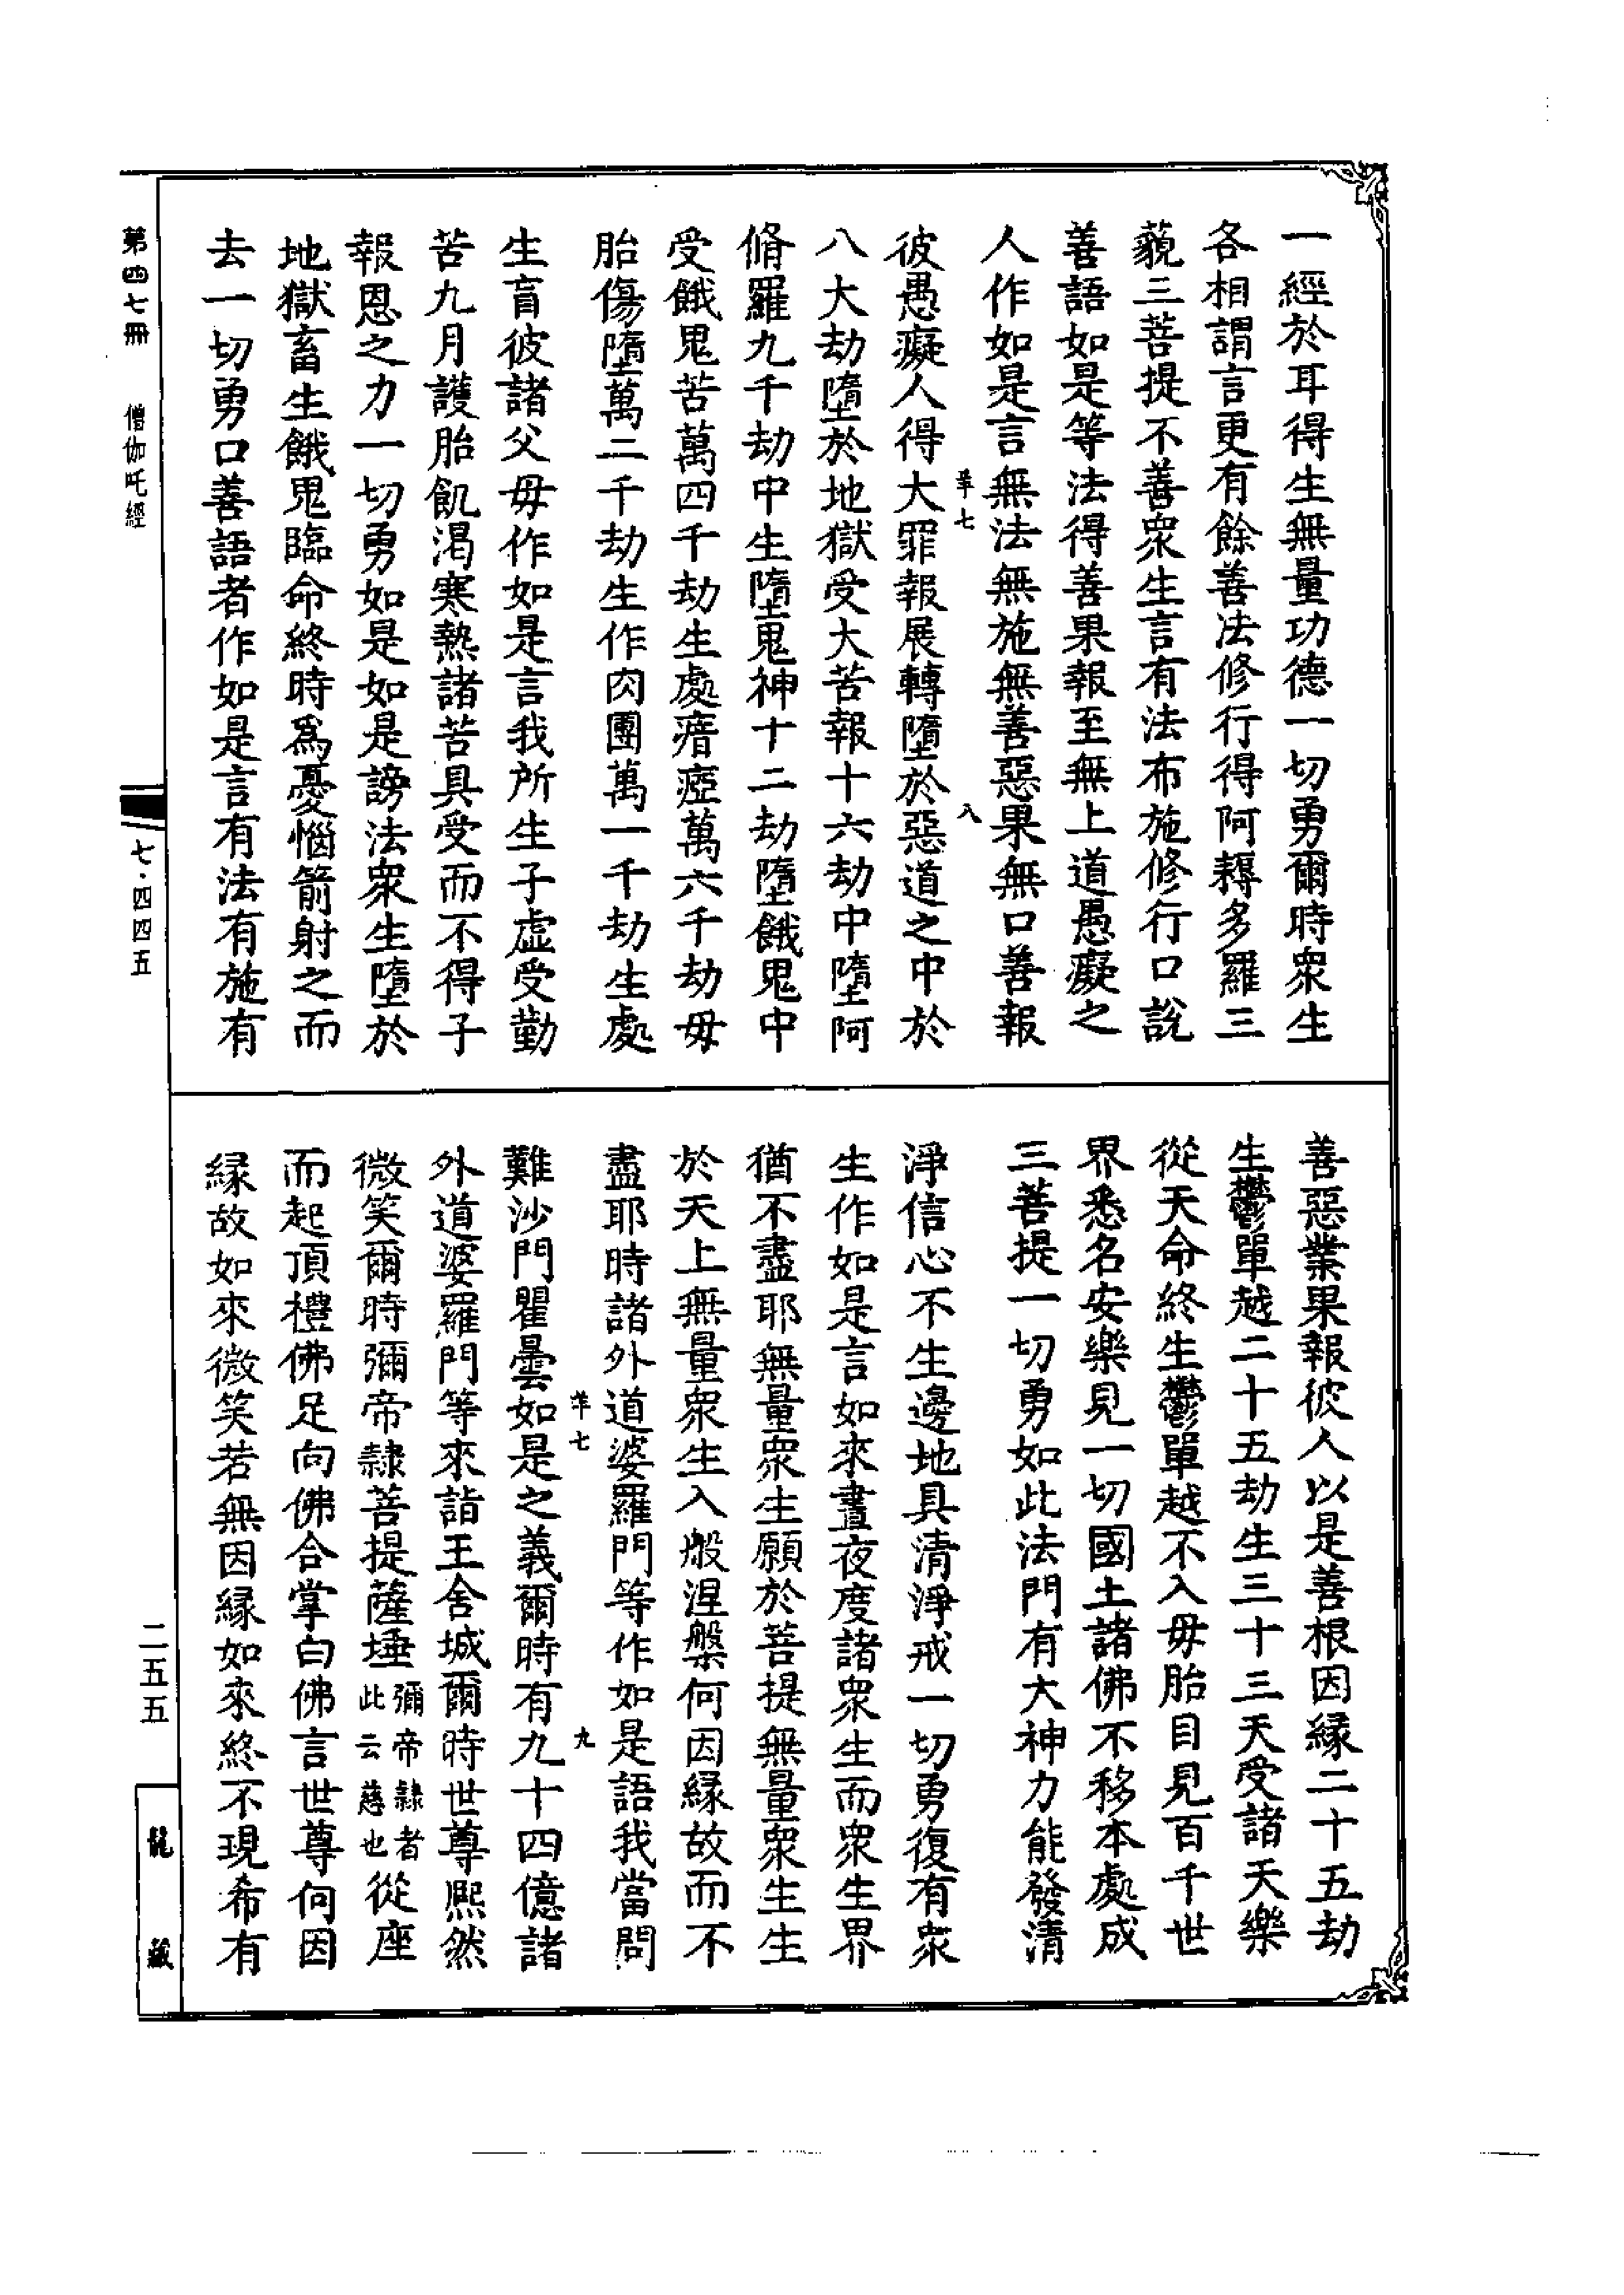 一經於耳得生無量功德一切勇爾時衆生
各相謂言更有餘善法修行得阿耨多羅三
藐三菩提不善衆生言有法布施修行口說
善語如是等法得善果報至無上道愚癡之
人作如是言無法無施無善惡果無口善報
彼愚癡人得大罪報展轉墮於惡道之中於
八大劫墮於地獄受大苦報十六劫中墮阿
脩羅九千劫中生墮鬼神十二劫墮餓鬼中
受餓鬼苦萬四千劫生處瘖瘂萬六千劫毋
胎傷墮萬二千劫生作肉團萬一千劫生處
生盲彼諸父毋作如是言我所生子虛受勤
苦九月護胎飢渴寒熱諸苦具受而不得子
報恩之力一切勇如是如是謗法衆生墮於
地獄畜生餓鬼臨命終時爲憂惱箭射之而
去一切勇口善語者作如是言有法有施有
善惡業果報彼人以是善根因縁二十五劫
生鬱單越二十五劫生三十三天受諸天樂
從天命終生鬱單越不入毋胎目見百千世
界悉名安樂見一切國土諸佛不移本處成
三菩提一切勇如此法門有大神力能發清
淨信心不生邊地具清淨戒一切勇復有衆
生作如是言如來晝夜度諸衆生而衆生界
猶不盡耶無量衆生願於菩提無量衆生生
於天上無量衆生入般涅槃何因縁故而不
盡耶時諸外道婆羅門等作如是語我當問
難沙門瞿曇如是之義爾時有九十四億諸
外道婆羅門等來詣王舍城爾時世尊熙然
微笑爾時彌帝隸菩提薩埵彌帝隸者此云慈也從座
而起頂禮佛足向佛合掌白佛言世尊何因
縁故如來微笑若無因縁如來終不現希有
第四七冊　僧伽吒經
七·四四五
二五五
龍藏
八
九